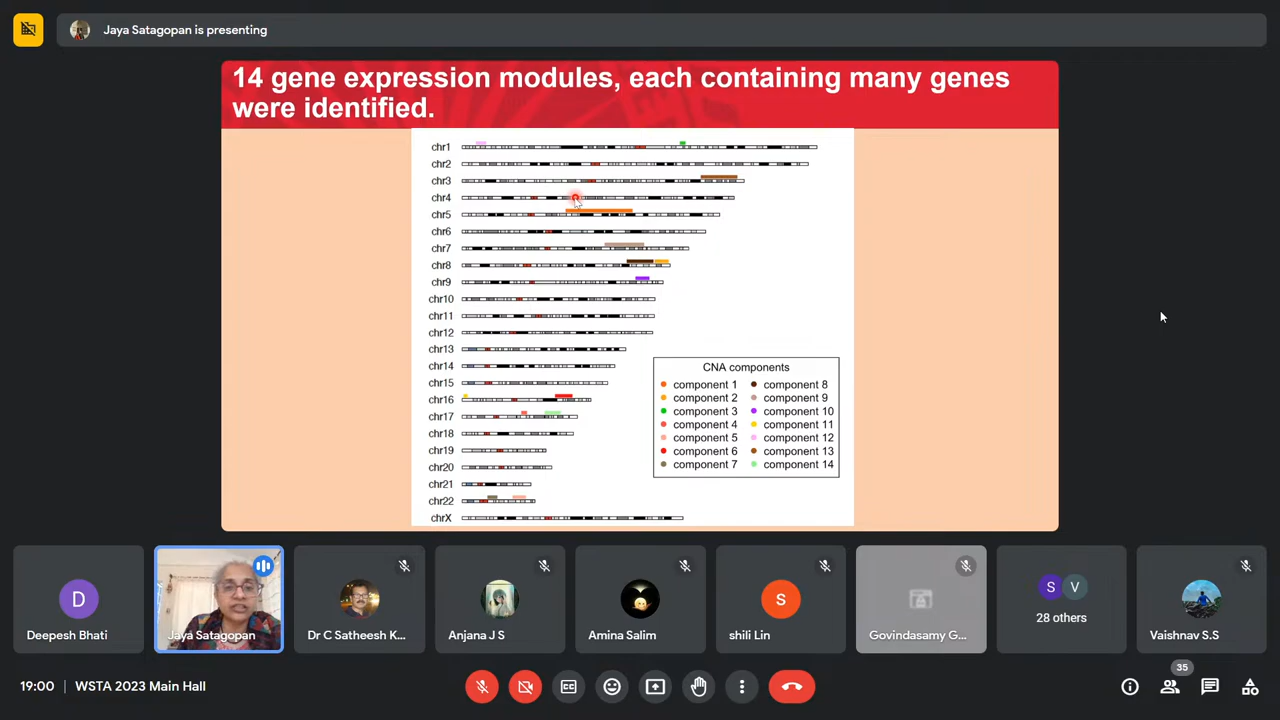 Jaya Satagopan is presenting
14 gene expression modules, each containing many genes
were identified.
chr1
chr2
chr3
chr4
chr5
chr6
chr7
chr8
chr9
chr10
chr11
chr12
chr13
chr14
chr15
chr16
chr17
chr18
chr19
chr20
chr21
chr22
chrX
CNA components
component 1 component 8
component 2 component 9
component 3 component 10
component 4 component 11
component 5 component 12
component 6 component 13
component 7 component 14
D
S
S V
28 others
Deepesh Bhati
Jaya Satagopan
Dr C Satheesh K...
Anjana J S
Amina Salim
shili Lin
Govindasamy G...
Vaishnav S.S
19:00 | WSTA 2023 Main Hall
35